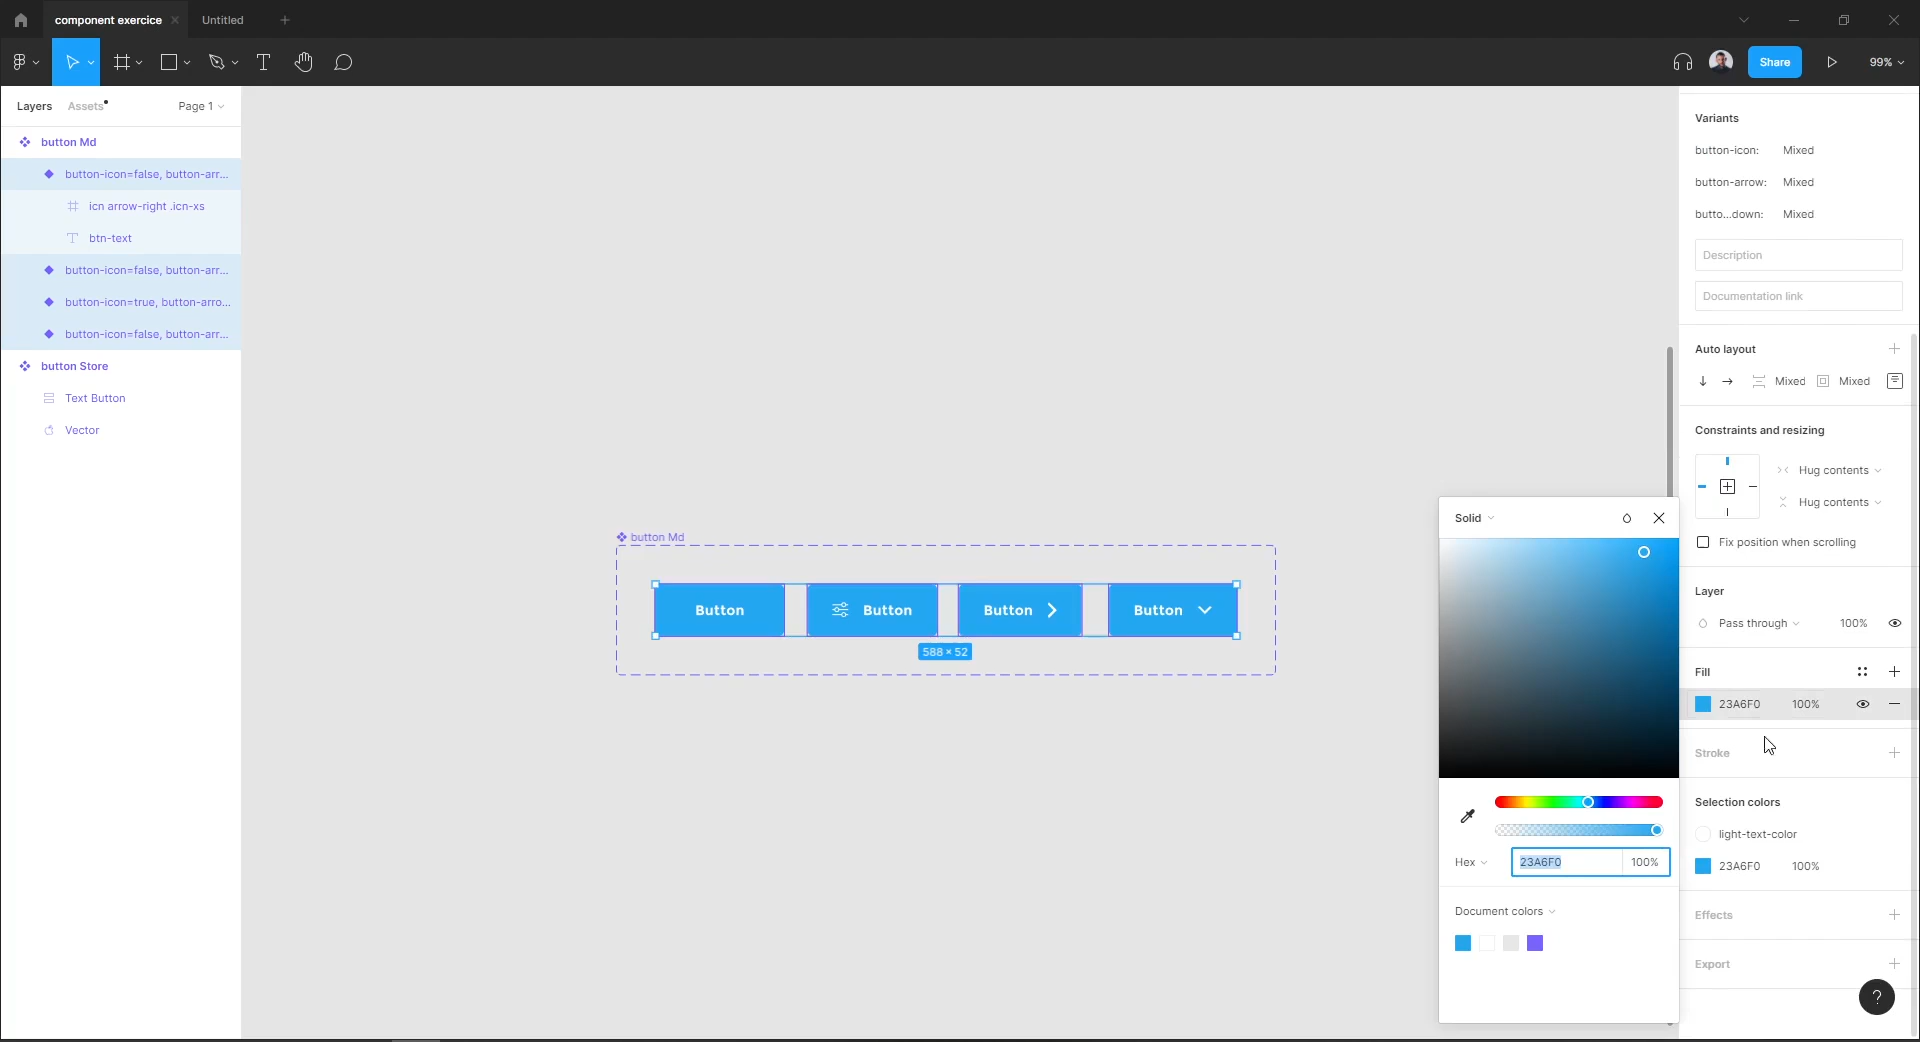 component exercice
Untitled
Share
99%
Layers
Assets
Page 1
button Md
button-icon=false, button-arr...
icn arrow-right .icn-xs
btn-text
button-icon=false, button-arr...
button-icon=true, button-arro...
button-icon=false, button-arr...
button Store
Text Button
Vector
button Md
Button
Button
Button
Button
588 × 52
Solid
Hex
23A6F0
100%
Document colors
Variants
button-icon: Mixed
button-arrow: Mixed
butto...down: Mixed
Description
Documentation link
Auto layout
Mixed
Mixed
Constraints and resizing
Hug contents
Hug contents
Fix position when scrolling
Layer
Pass through
100%
Fill
23A6F0
100%
Stroke
Selection colors
light-text-color
23A6F0
100%
Effects
Export
?